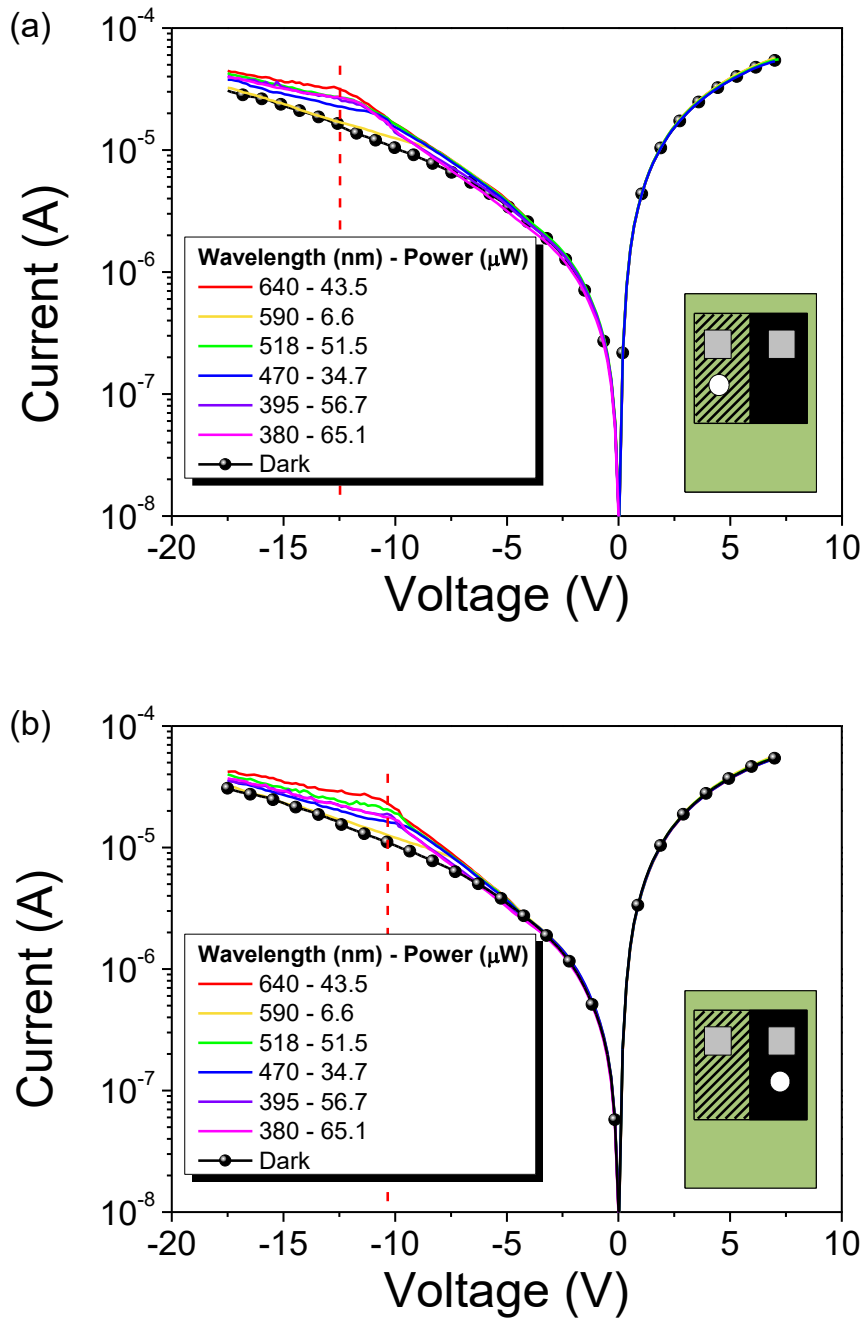 (a)
10⁻⁴
10⁻⁵
10⁻⁶
10⁻⁷
10⁻⁸
Current (A)
Wavelength (nm) - Power (μW)
640 - 43.5
590 - 6.6
518 - 51.5
470 - 34.7
395 - 56.7
380 - 65.1
Dark
-20 -15 -10 -5 0 5 10
Voltage (V)
(b)
10⁻⁴
10⁻⁵
10⁻⁶
10⁻⁷
10⁻⁸
Current (A)
Wavelength (nm) - Power (μW)
640 - 43.5
590 - 6.6
518 - 51.5
470 - 34.7
395 - 56.7
380 - 65.1
Dark
-20 -15 -10 -5 0 5 10
Voltage (V)